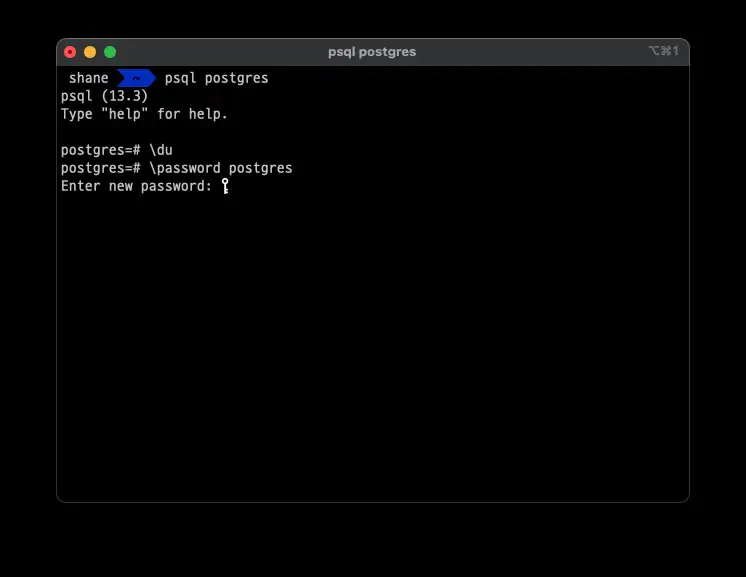 psql postgres
⌥⌘1
shane ~ psql postgres
psql (13.3)
Type "help" for help.
postgres=# \du
postgres=# \password postgres
Enter new password: